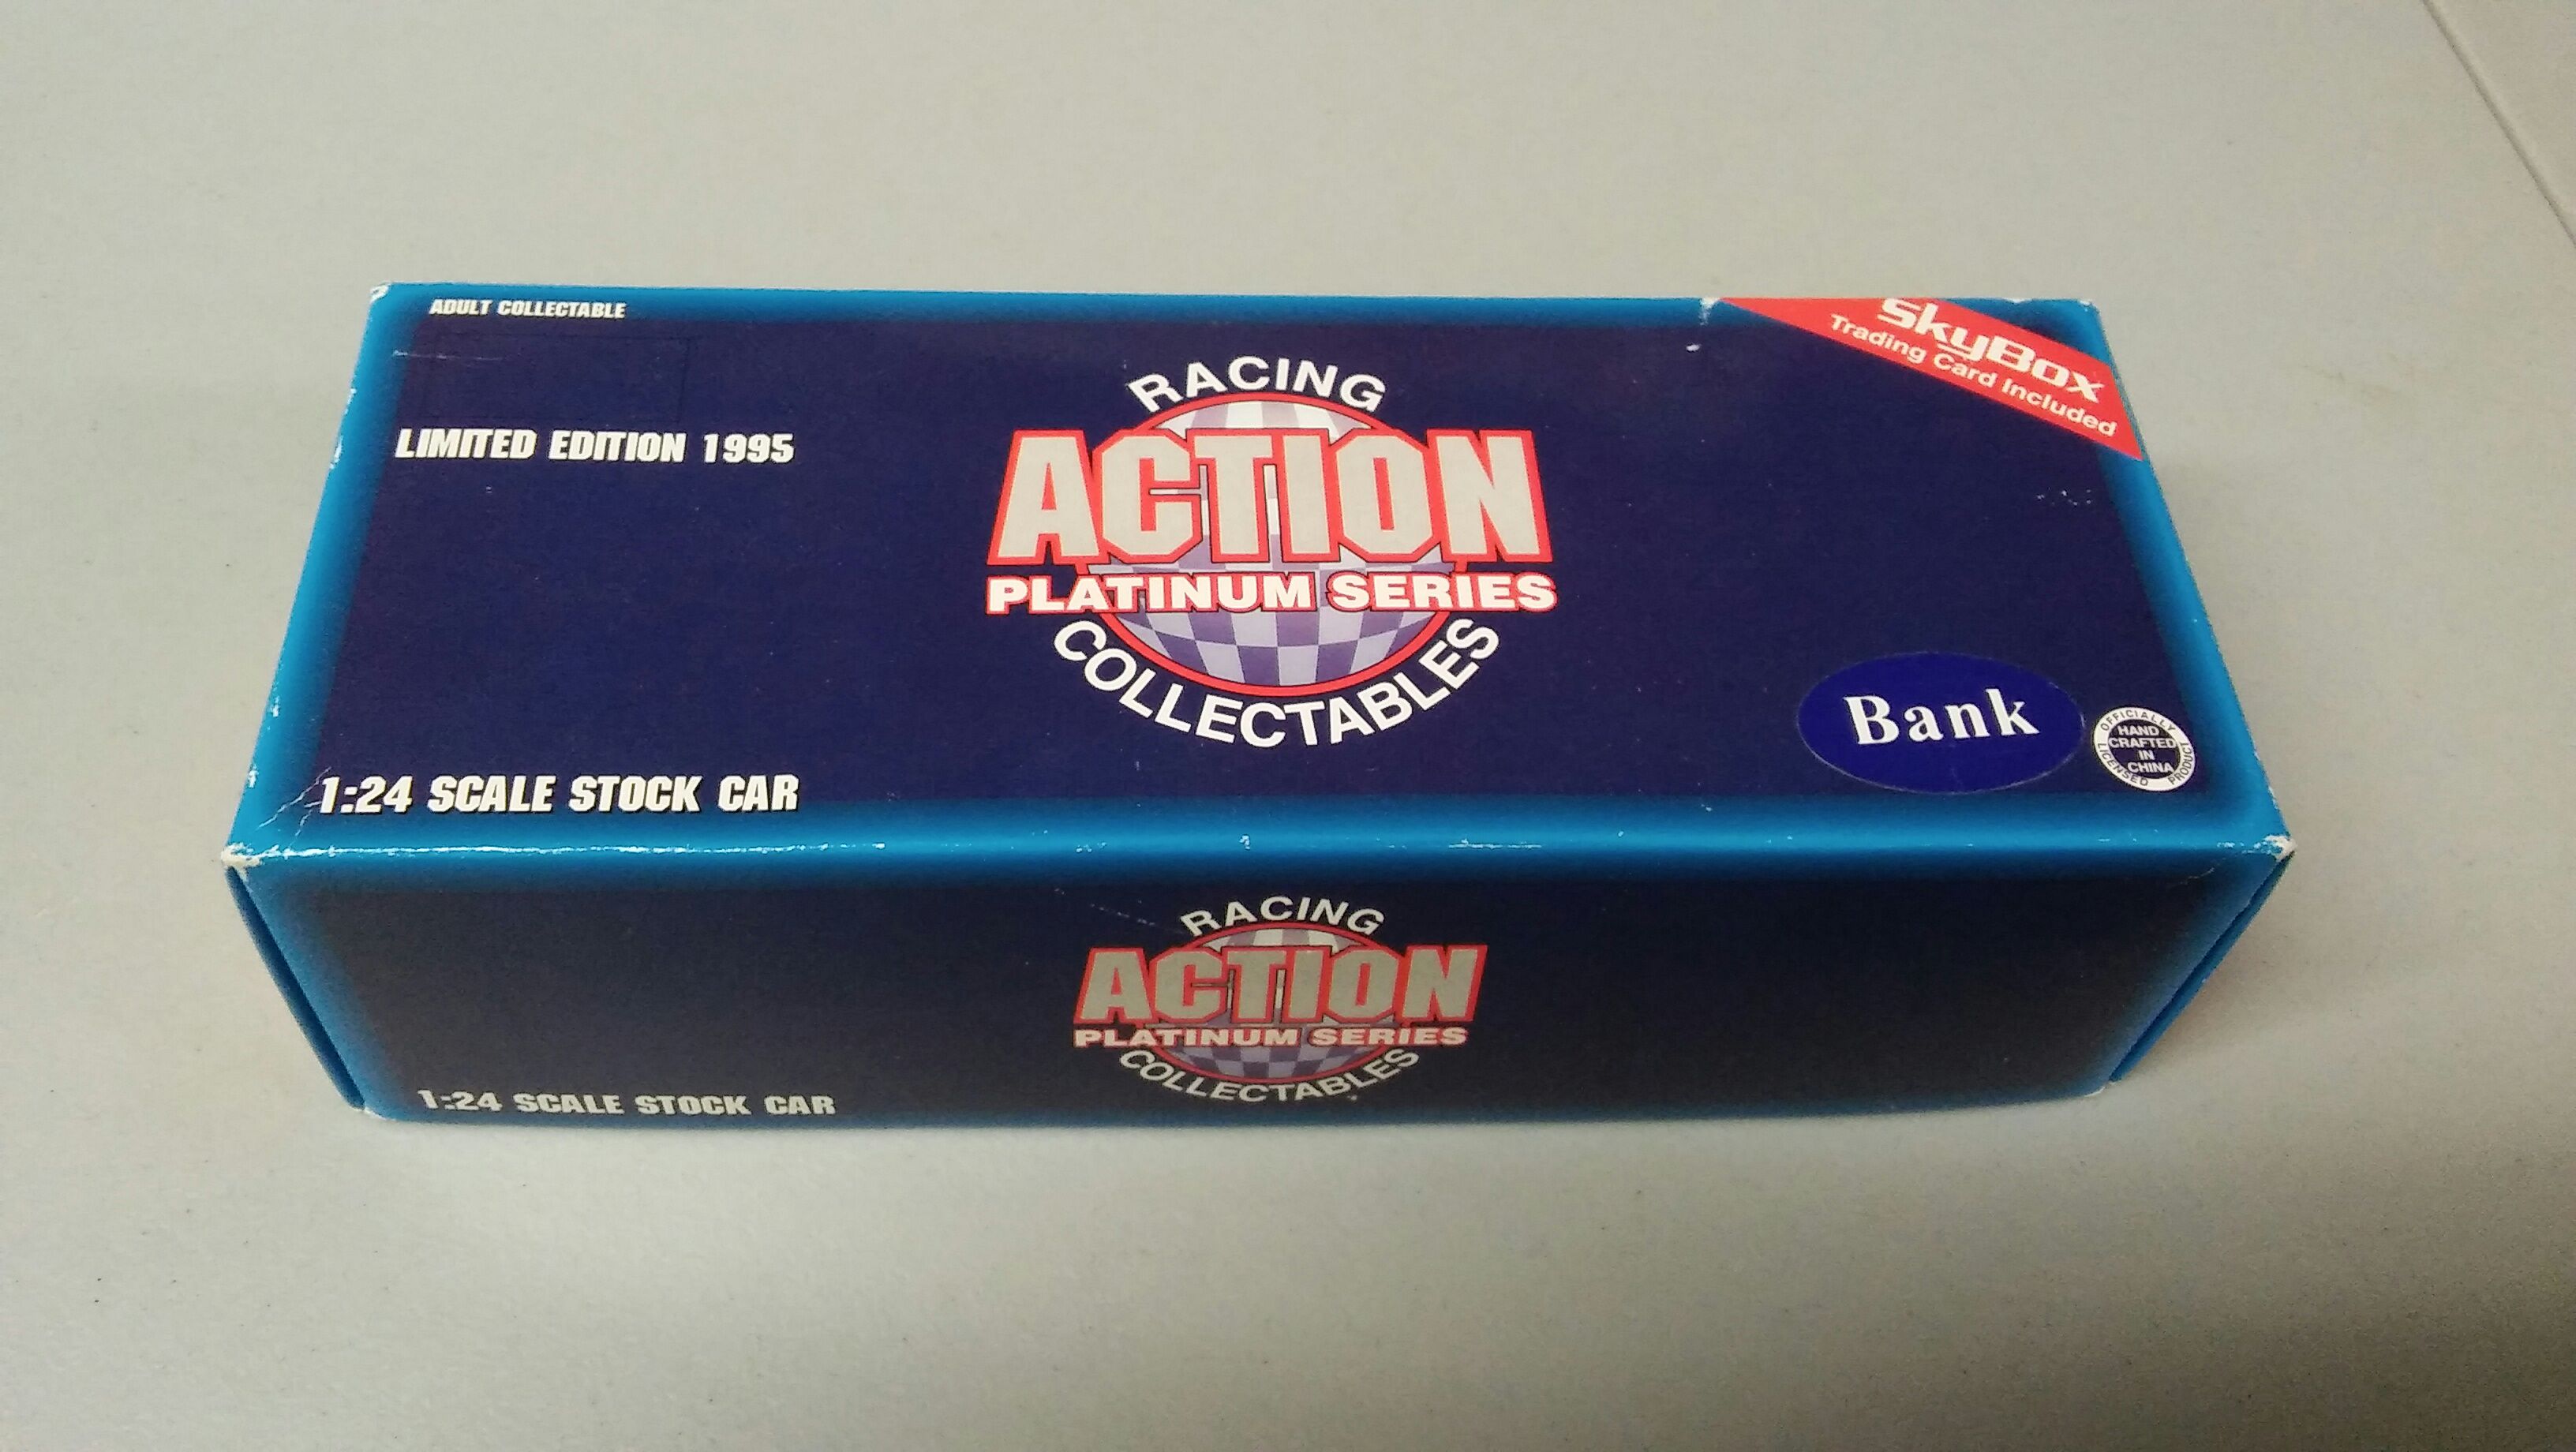 ADULT COLLECTABLE
SkyBox
Trading Card Included
LIMITED EDITION 1995
RACING
ACTION
PLATINUM SERIES
COLLECTABLES
Bank
OFFICIALLY LICENSED PRODUCT
HAND
CRAFTED
IN
CHINA
1:24 SCALE STOCK CAR
RACING
ACTION
PLATINUM SERIES
COLLECTABLES
1:24 SCALE STOCK CAR